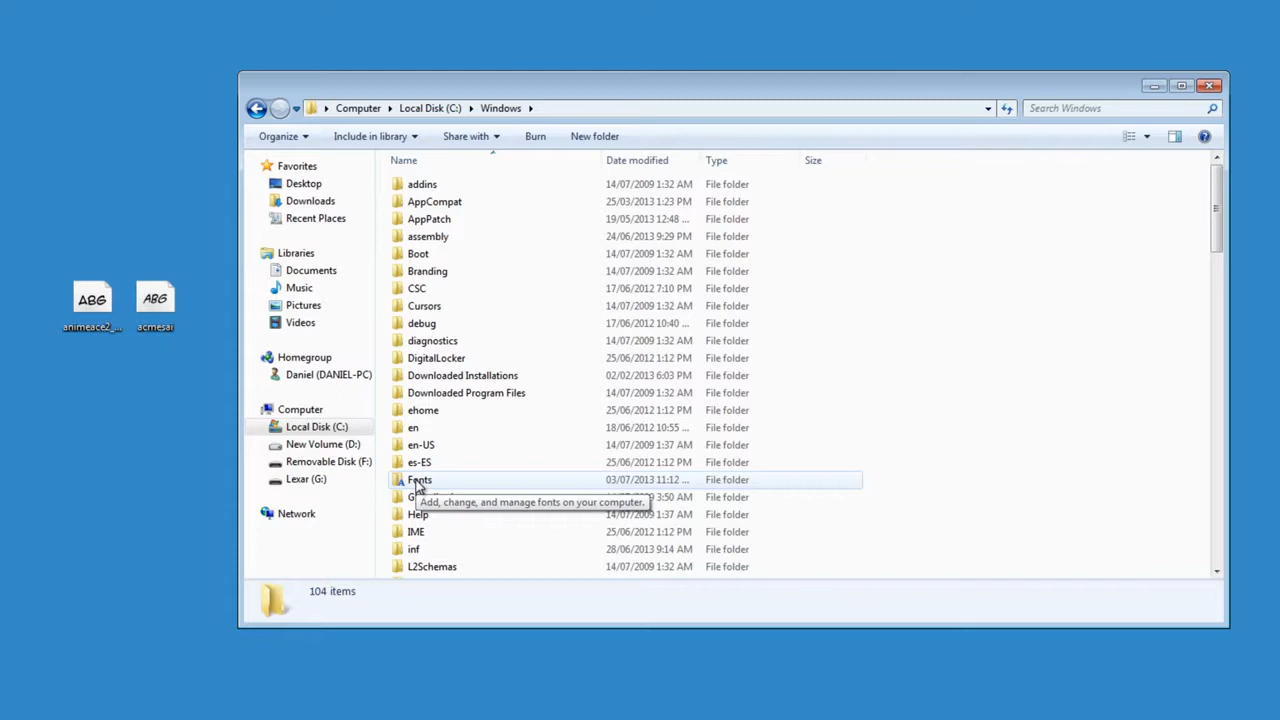 Computer Local Disk (C:) Windows Search Windows
Organize Include in library Share with Burn New folder
Name Date modified Type Size
Favorites
Desktop
Downloads
Recent Places
Libraries
Documents
Music
Pictures
Videos
Homegroup
Daniel (DANIEL-PC)
Computer
Local Disk (C:)
New Volume (D:)
Removable Disk (F:)
Lexar (G:)
Network
addins 14/07/2009 1:32 AM File folder
AppCompat 25/03/2013 1:23 PM File folder
AppPatch 19/05/2013 12:48 ... File folder
assembly 24/06/2013 9:29 PM File folder
Boot 14/07/2009 1:32 AM File folder
Branding 14/07/2009 1:32 AM File folder
CSC 17/06/2012 7:10 PM File folder
Cursors 14/07/2009 1:32 AM File folder
debug 17/06/2012 10:40 ... File folder
diagnostics 14/07/2009 1:32 AM File folder
DigitalLocker 25/06/2012 1:12 PM File folder
Downloaded Installations 02/02/2013 6:03 PM File folder
Downloaded Program Files 14/07/2009 1:32 AM File folder
ehome 25/06/2012 1:12 PM File folder
en 18/06/2012 10:55 ... File folder
en-US 14/07/2009 1:37 AM File folder
es-ES 25/06/2012 1:12 PM File folder
Fonts 03/07/2013 11:12 ... File folder
3:50 AM File folder
Add, change, and manage fonts on your computer.
Help 14/07/2009 1:37 AM File folder
IME 25/06/2012 1:12 PM File folder
inf 28/06/2013 9:14 AM File folder
L2Schemas 14/07/2009 1:32 AM File folder
104 items
ABG ABG
animeace2_... acmesai